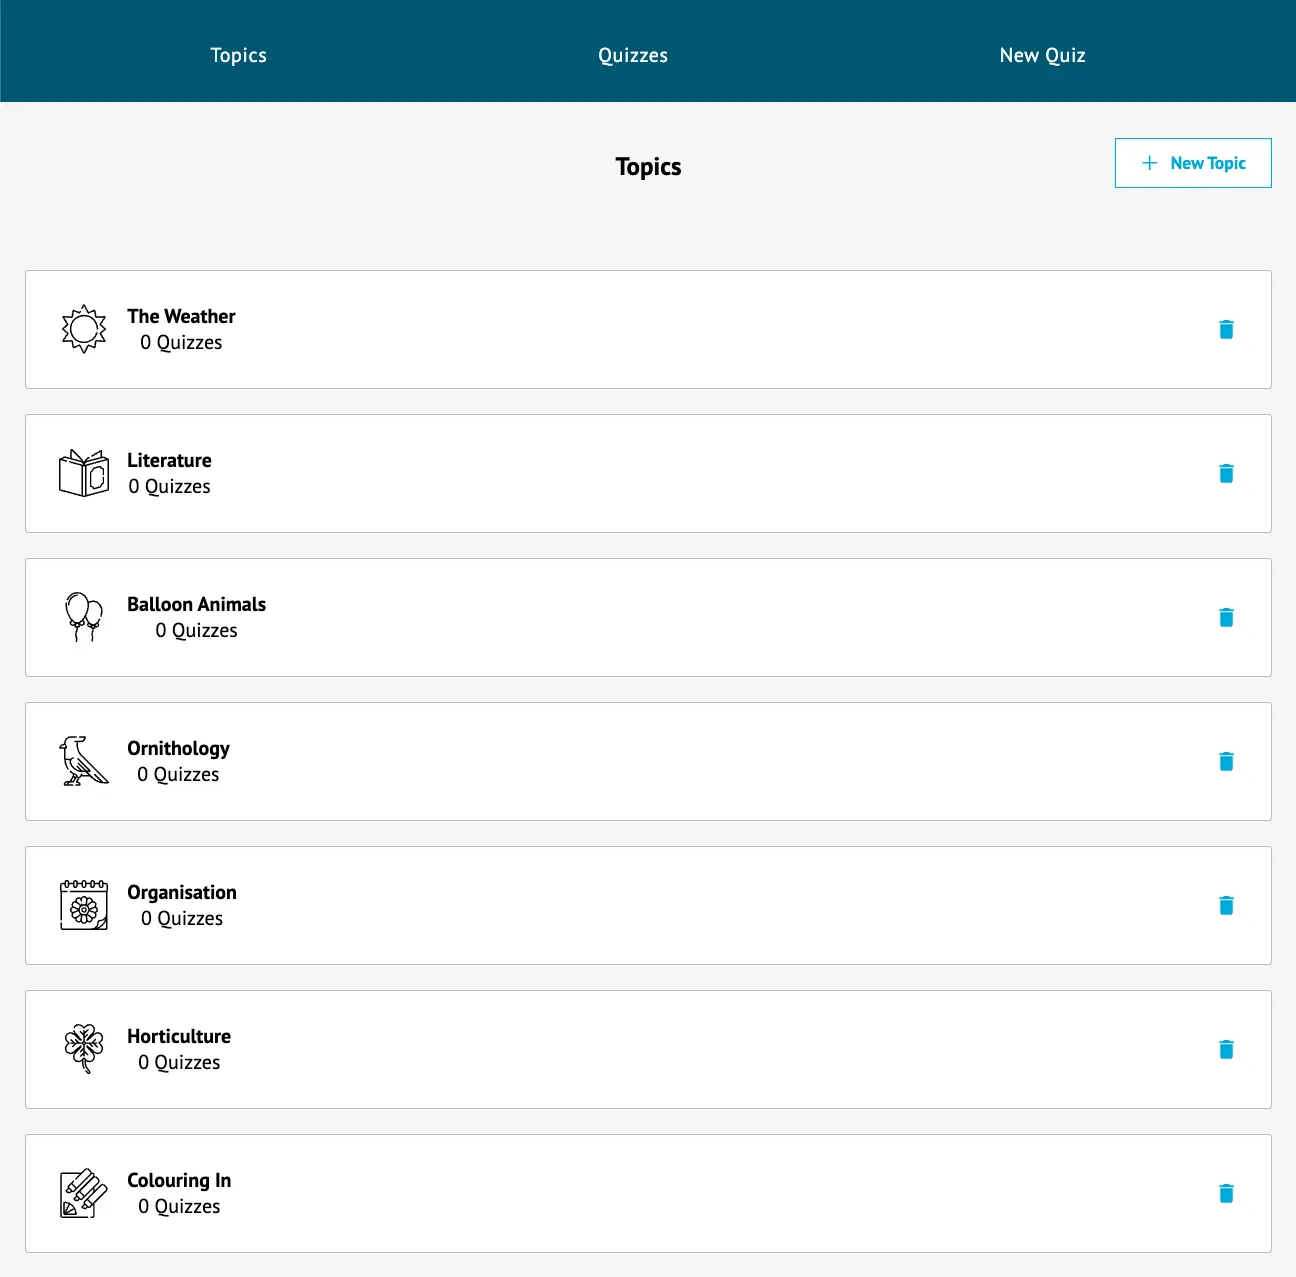 Topics
Quizzes
New Quiz
Topics
New Topic
The Weather
0 Quizzes
Literature
0 Quizzes
Balloon Animals
0 Quizzes
Ornithology
0 Quizzes
Organisation
0 Quizzes
Horticulture
0 Quizzes
Colouring In
0 Quizzes